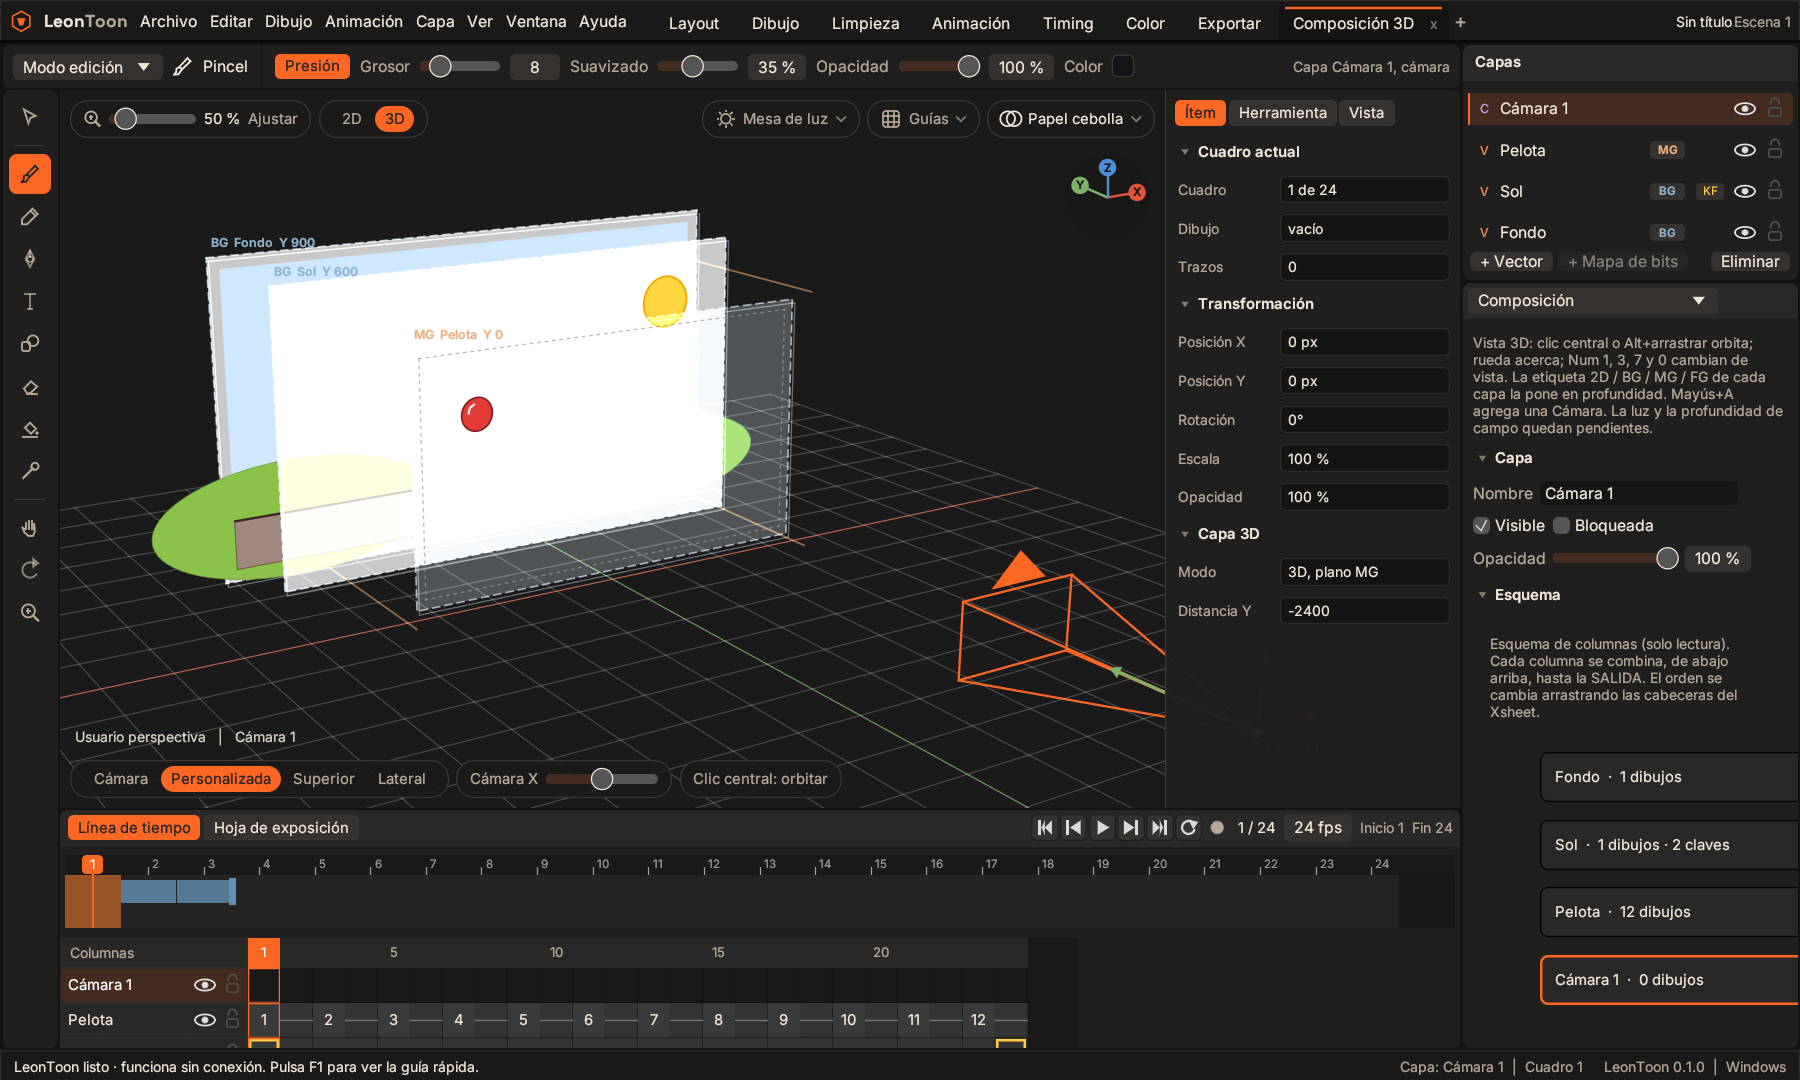 LeonToon Archivo Editar Dibujo Animación Capa Ver Ventana Ayuda Layout Dibujo Limpieza Animación Timing Color Exportar Composición 3D x + Sin título Escena 1
Modo edición Pincel Presión Grosor 8 Suavizado 35 % Opacidad 100 % Color Capa Cámara 1, cámara
50 % Ajustar 2D 3D Mesa de luz Guías Papel cebolla
Z
Y X
BG Fondo Y 900
BG Sol Y 600
MG Pelota Y 0
Usuario perspectiva | Cámara 1
Cámara Personalizada Superior Lateral Cámara X Clic central: orbitar
Ítem Herramienta Vista
Cuadro actual
Cuadro 1 de 24
Dibujo vacío
Trazos 0
Transformación
Posición X 0 px
Posición Y 0 px
Rotación 0°
Escala 100 %
Opacidad 100 %
Capa 3D
Modo 3D, plano MG
Distancia Y -2400
Capas
C Cámara 1
V Pelota MG
V Sol BG KF
V Fondo BG
+ Vector + Mapa de bits Eliminar
Composición
Vista 3D: clic central o Alt+arrastrar orbita;
rueda acerca; Num 1, 3, 7 y 0 cambian de
vista. La etiqueta 2D / BG / MG / FG de cada
capa la pone en profundidad. Mayús+A
agrega una Cámara. La luz y la profundidad de
campo quedan pendientes.
Capa
Nombre Cámara 1
Visible Bloqueada
Opacidad 100 %
Esquema
Esquema de columnas (solo lectura).
Cada columna se combina, de abajo
arriba, hasta la SALIDA. El orden se
cambia arrastrando las cabeceras del
Xsheet.
Fondo · 1 dibujos
Sol · 1 dibujos · 2 claves
Pelota · 12 dibujos
Cámara 1 · 0 dibujos
Línea de tiempo Hoja de exposición 1 / 24 24 fps Inicio 1 Fin 24
1 2 3 4 5 6 7 8 9 10 11 12 13 14 15 16 17 18 19 20 21 22 23 24
Columnas 1 5 10 15 20
Cámara 1
Pelota 1 2 3 4 5 6 7 8 9 10 11 12
LeonToon listo · funciona sin conexión. Pulsa F1 para ver la guía rápida. Capa: Cámara 1 | Cuadro 1 LeonToon 0.1.0 | Windows